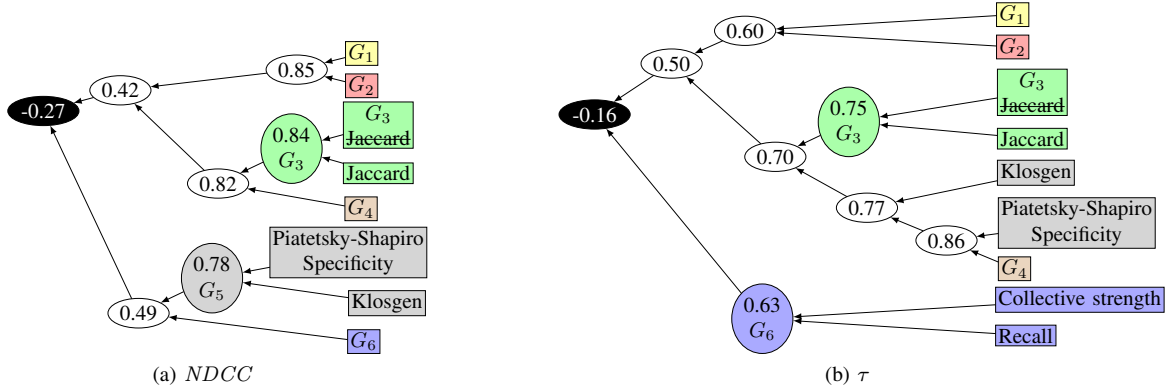 -0.27
0.42
0.85
G1
G2
0.84
G3
G3
Jaccard
Jaccard
0.82
G4
0.49
0.78
G5
Piatetsky-Shapiro
Specificity
Klosgen
G6
(a) NDCC
-0.16
0.50
0.60
G1
G2
0.75
G3
G3
Jaccard
Jaccard
0.70
Klosgen
0.77
Piatetsky-Shapiro
Specificity
0.86
G4
0.63
G6
Collective strength
Recall
(b) τ